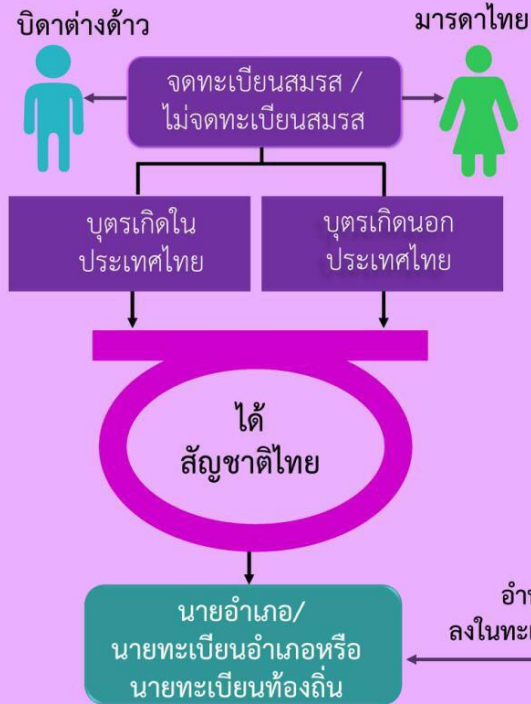 บิดาต่างด้าว
มารดาไทย
จดทะเบียนสมรส /
ไม่จดทะเบียนสมรส
บุตรเกิดใน
ประเทศไทย
บุตรเกิดนอก
ประเทศไทย
ได้
สัญชาติไทย
นายอำเภอ/
นายทะเบียนอำเภอหรือ
นายทะเบียนท้องถิ่น
ลงใน